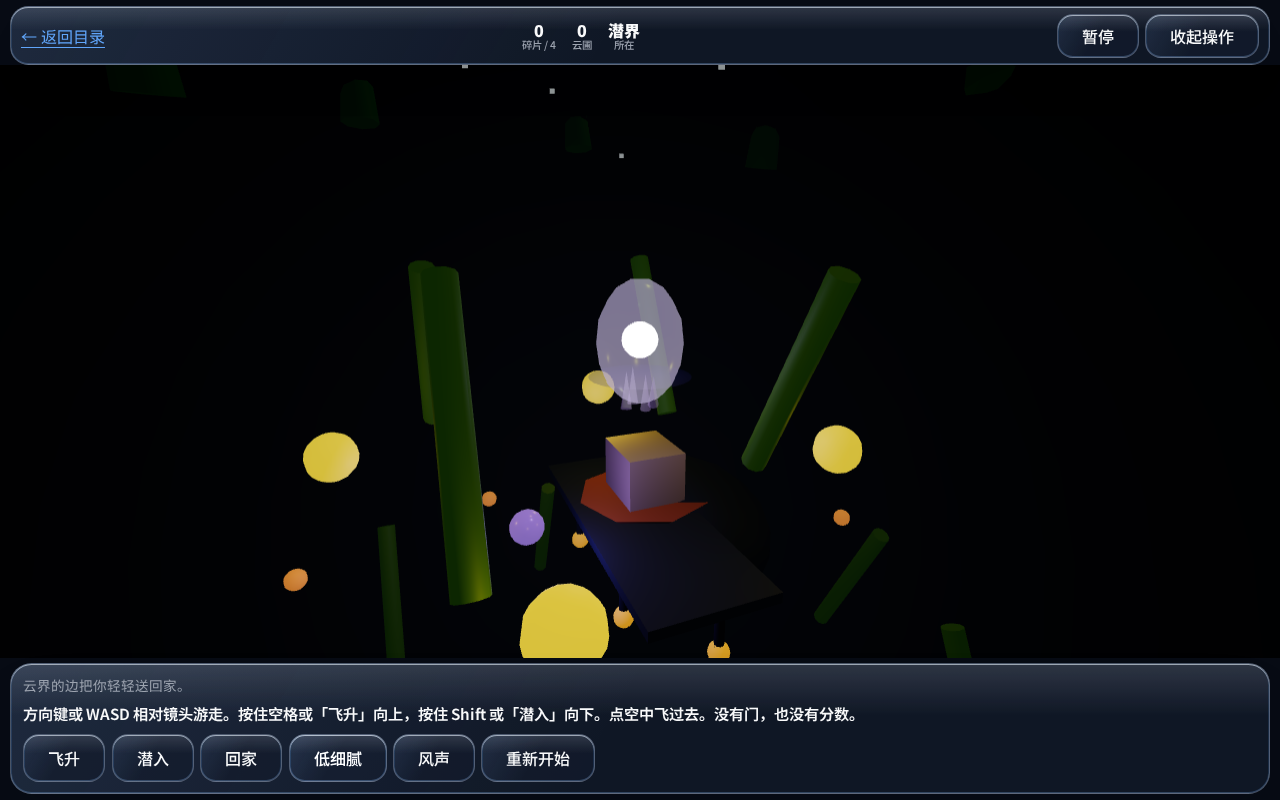 ← 返回目录
0 0 潜界
碎片 / 4 云圃 所在
暂停 收起操作
云界的边把你轻轻送回家。
方向键或 WASD 相对镜头游走。按住空格或「飞升」向上，按住 Shift 或「潜入」向下。点空中飞过去。没有门，也没有分数。
飞升 潜入 回家 低细腻 风声 重新开始